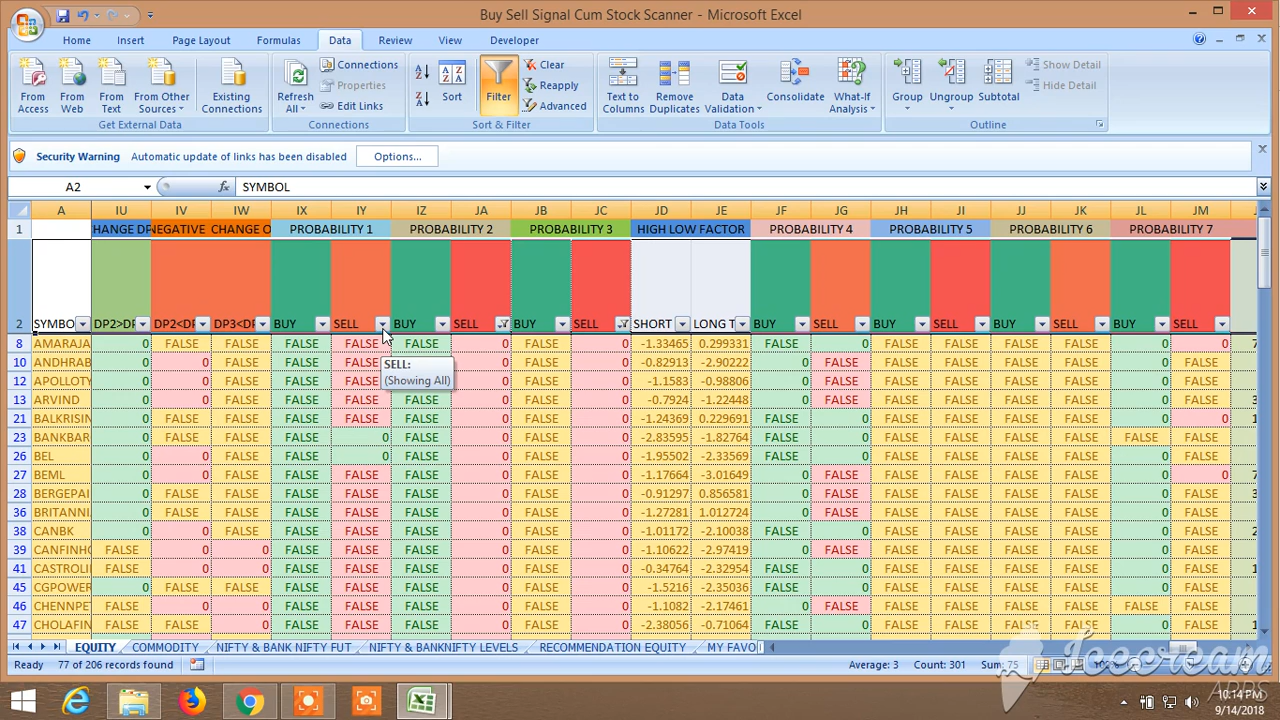 Buy Sell Signal Cum Stock Scanner - Microsoft Excel
Home Insert Page Layout Formulas Data Review View Developer
From Access From Web From Text From Other Sources Existing Connections Refresh All Connections Properties Edit Links Sort Filter Clear Reapply Advanced Text to Columns Remove Duplicates Data Validation Consolidate What-If Analysis Group Ungroup Subtotal Show Detail Hide Detail
Get External Data Connections Sort & Filter Data Tools Outline
Security Warning Automatic update of links has been disabled Options...
A2 fx SYMBOL
A IU IV IW IX IY IZ JA JB JC JD JE JF JG JH JI JJ JK JL JM
1 HANGE DP NEGATIVE CHANGE O PROBABILITY 1 PROBABILITY 2 PROBABILITY 3 HIGH LOW FACTOR PROBABILITY 4 PROBABILITY 5 PROBABILITY 6 PROBABILITY 7
2 SYMBO DP2>DP DP2<DP DP3<DP BUY SELL BUY SELL BUY SELL SHORT LONG T BUY SELL BUY SELL BUY SELL BUY SELL
8 AMARAJA 0 FALSE FALSE FALSE FALSE FALSE 0 FALSE 0 -1.33465 0.299331 FALSE 0 FALSE FALSE FALSE FALSE 0 0 7
10 ANDHRAB 0 0 FALSE FALSE FALSE FALSE 0 FALSE 0 -0.82913 -2.90222 0 FALSE FALSE FALSE FALSE FALSE 0 FALSE
12 APOLLOTY 0 0 FALSE FALSE FALSE 0 FALSE 0 -1.1583 -0.98806 0 FALSE FALSE FALSE FALSE FALSE 0 FALSE
13 ARVIND 0 0 FALSE FALSE FALSE FALSE 0 FALSE 0 -0.7924 -1.22448 0 FALSE FALSE FALSE FALSE FALSE 0 FALSE 3
21 BALKRISIN 0 FALSE FALSE FALSE FALSE FALSE 0 FALSE 0 -1.24369 0.229691 FALSE 0 FALSE FALSE FALSE FALSE 0 0
23 BANKBAR 0 FALSE FALSE FALSE 0 FALSE 0 FALSE 0 -2.83595 -1.82764 FALSE 0 FALSE FALSE FALSE FALSE FALSE FALSE
26 BEL 0 0 FALSE FALSE 0 FALSE 0 FALSE 0 -1.95502 -2.33569 FALSE 0 FALSE FALSE FALSE FALSE 0 FALSE
27 BEML 0 0 FALSE FALSE FALSE FALSE 0 FALSE 0 -1.17664 -3.01649 0 FALSE FALSE FALSE FALSE FALSE 0 0 7
28 BERGEPAI 0 FALSE FALSE FALSE FALSE FALSE 0 FALSE 0 -0.91297 0.856581 0 FALSE FALSE FALSE FALSE FALSE 0 FALSE 3
36 BRITANNI 0 FALSE FALSE FALSE FALSE FALSE 0 FALSE 0 -1.27281 1.012724 0 FALSE FALSE FALSE FALSE FALSE 0 FALSE
38 CANBK 0 0 FALSE FALSE FALSE FALSE 0 FALSE 0 -1.01172 -2.10038 FALSE 0 FALSE FALSE FALSE FALSE 0 FALSE 2
39 CANFINHO FALSE 0 0 FALSE FALSE FALSE 0 FALSE 0 -1.10622 -2.97419 0 FALSE FALSE FALSE FALSE FALSE 0 FALSE
41 CASTROLI FALSE 0 0 FALSE FALSE FALSE 0 FALSE 0 -0.34764 -2.32954 FALSE 0 FALSE FALSE FALSE FALSE 0 FALSE 1
45 CGPOWER 0 FALSE FALSE FALSE FALSE FALSE 0 FALSE 0 -1.5216 -2.35036 FALSE 0 FALSE FALSE FALSE FALSE 0 FALSE
46 CHENNPET FALSE 0 0 FALSE FALSE FALSE 0 FALSE 0 -1.1082 -2.17461 0 FALSE FALSE FALSE FALSE FALSE FALSE FALSE
47 CHOLAFIN FALSE FALSE 0 FALSE FALSE FALSE 0 FALSE 0 -2.38056 -0.71064 FALSE 0 FALSE FALSE FALSE FALSE 0 FALSE
SELL:
(Showing All)
EQUITY COMMODITY NIFTY & BANK NIFTY FUT NIFTY & BANKNIFTY LEVELS RECOMMENDATION EQUITY MY FAVO
Ready 77 of 206 records found Average: 3 Count: 301 Sum: 75
Icecream
APPS
10:14 PM
9/14/2018